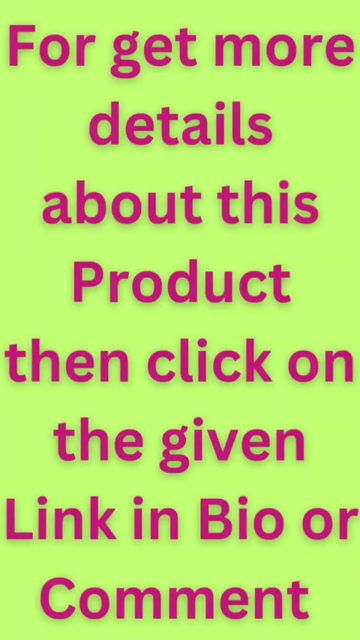 For get more
details
about this
Product
then click on
the given
Link in Bio or
Comment